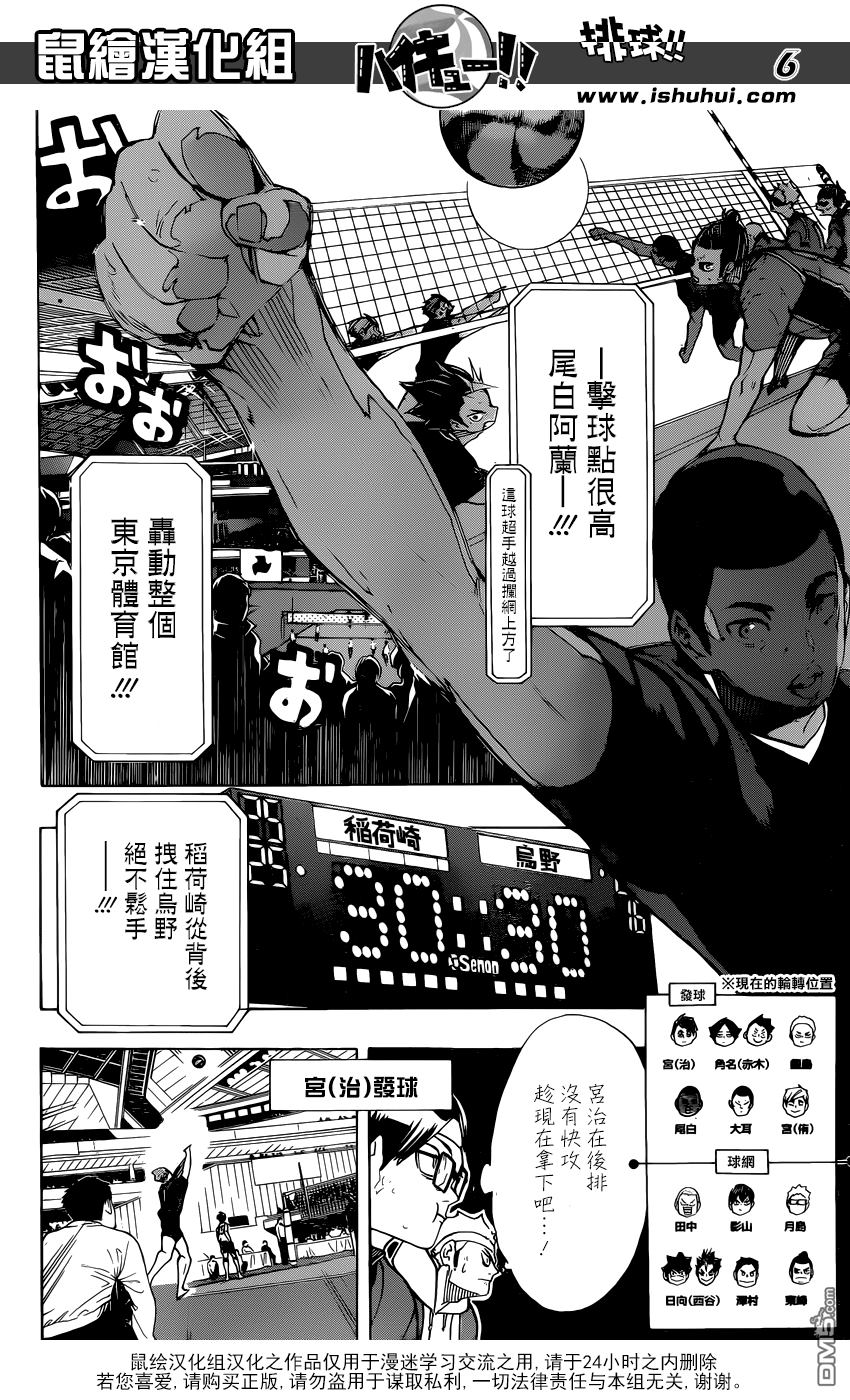 鼠繪漢化組
ハイキュー!!
排球!!
6
www.ishuhui.com
おお
おお
お
—擊球點很高
尾白阿蘭—!!!
這球超手越過攔網上方了
轟動整個
東京體育館!!!
稻荷崎從背後
拽住烏野
絕不鬆手
—!!!
稲荷崎
烏野
30:30
Senon
※現在的輪轉位置
發球
宮(治)
角名(赤木)
尾白
大耳
宮(侑)
球網
田中
影山
月島
日向(西谷)
澤村
東峰
宮治在後排
沒有快攻
趁現在拿下吧…!
宮(治)發球
DM5.com
鼠绘汉化组汉化之作品仅用于漫迷学习交流之用,请于24小时之内删除
若您喜爱,请购买正版,请勿盗用于谋取私利,一切法律责任与本组无关,谢谢。